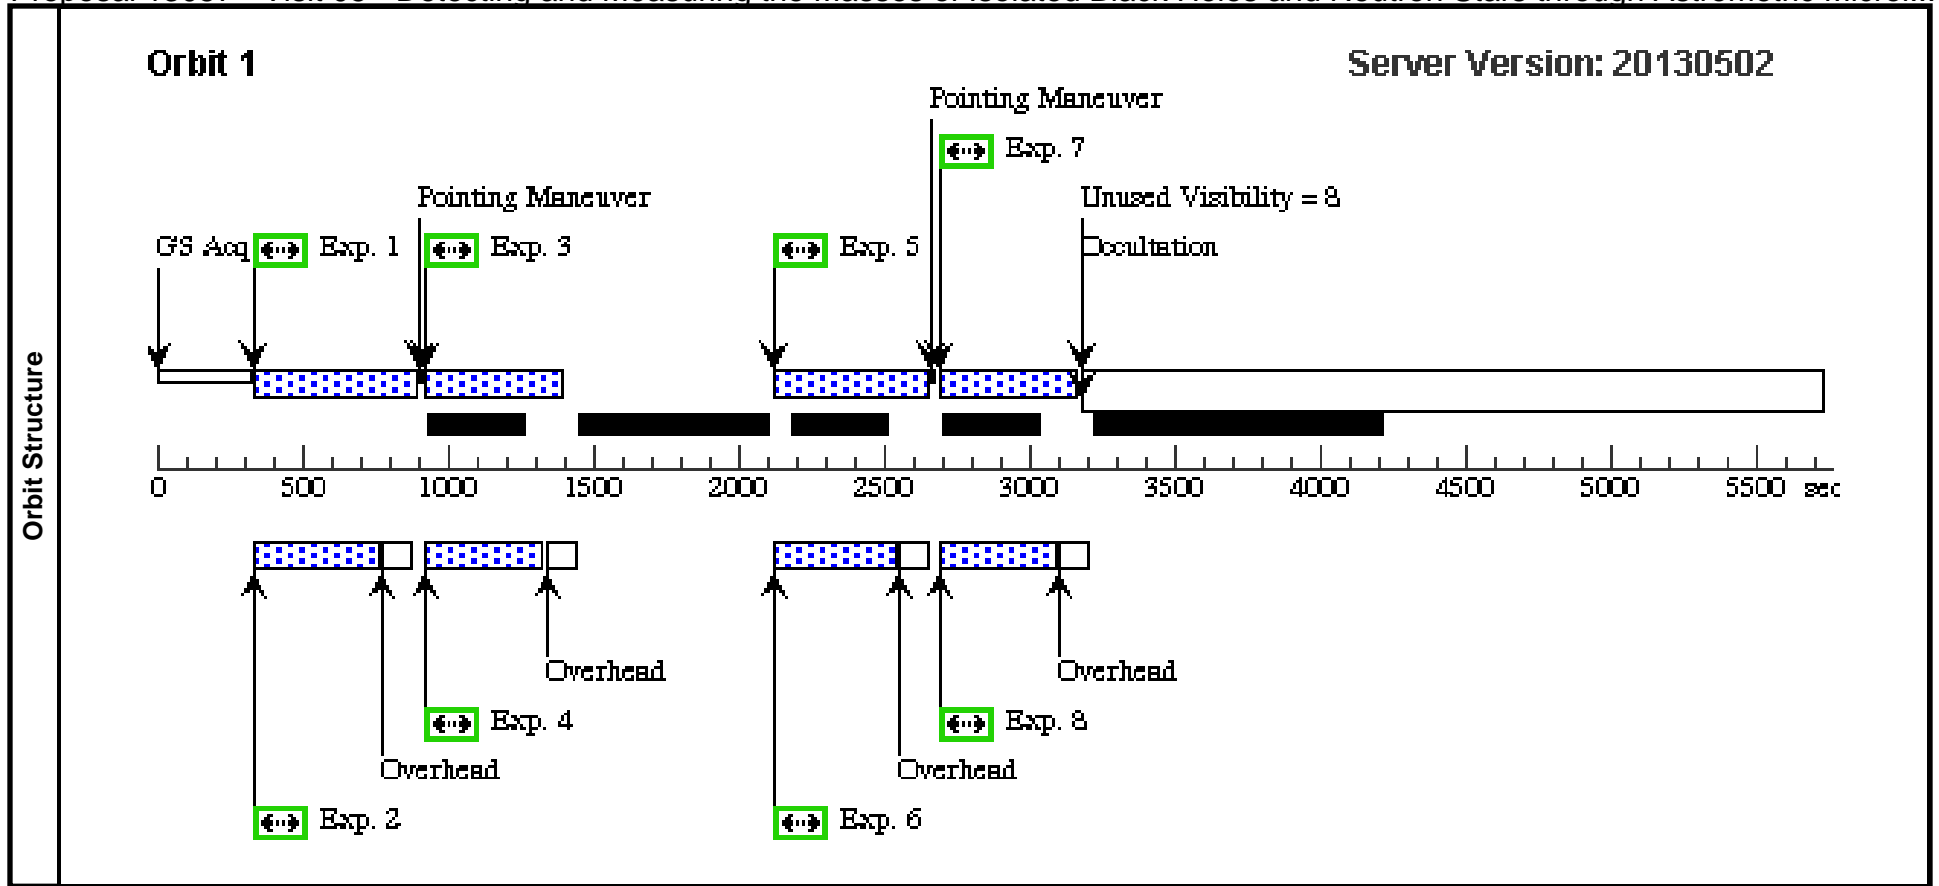 Orbit 1
Server Version: 20130502
Pointing Maneuver
Exp. 7
Pointing Maneuver
Unused Visibility = 8
GS Acq
Exp. 1
Exp. 3
Exp. 5
Occultation
Orbit Structure
0 500 1000 1500 2000 2500 3000 3500 4000 4500 5000 5500 sec
Overhead
Overhead
Exp. 4
Exp. 8
Overhead
Overhead
Exp. 2
Exp. 6